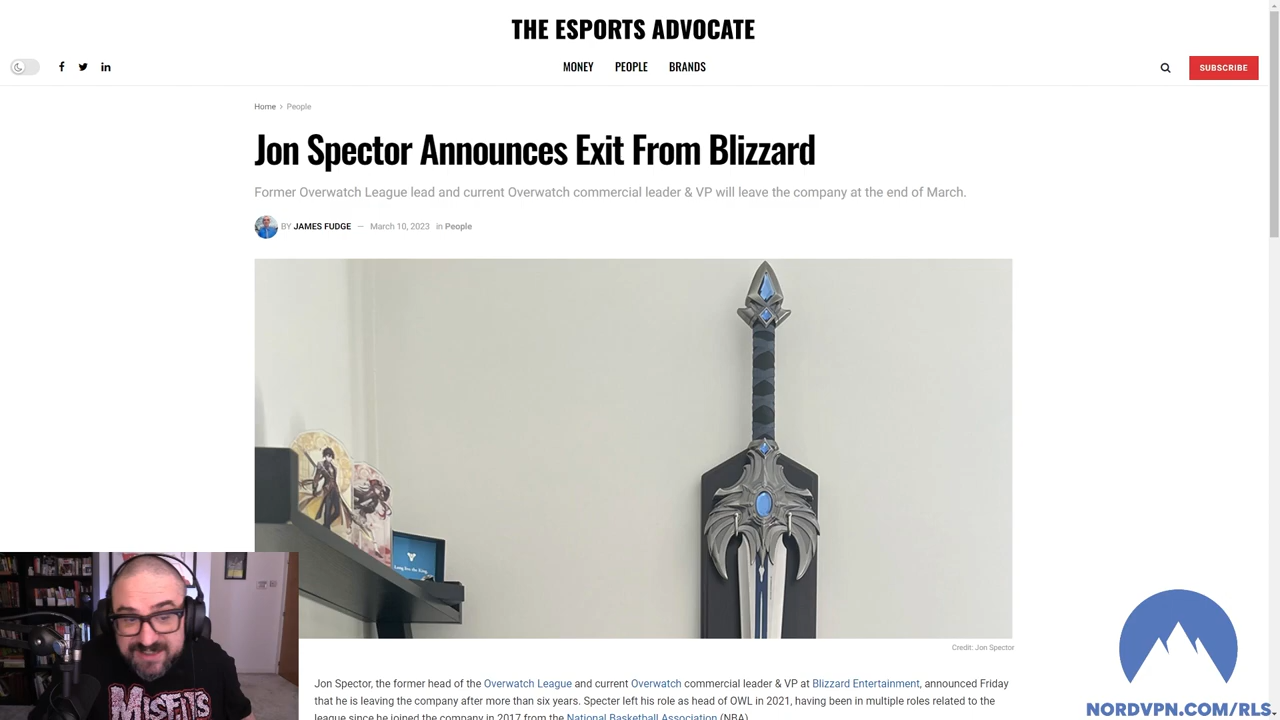 THE ESPORTS ADVOCATE
MONEY PEOPLE BRANDS
SUBSCRIBE
Home > People
Jon Spector Announces Exit From Blizzard
Former Overwatch League lead and current Overwatch commercial leader & VP will leave the company at the end of March.
BY JAMES FUDGE — March 10, 2023 in People
Long live the King.
Credit: Jon Spector
MISFITS
Jon Spector, the former head of the Overwatch League and current Overwatch commercial leader & VP at Blizzard Entertainment, announced Friday
that he is leaving the company after more than six years. Specter left his role as head of OWL in 2021, having been in multiple roles related to the
league since he joined the company in 2017 from the National Basketball Association (NBA).
NORDVPN.COM/RLS